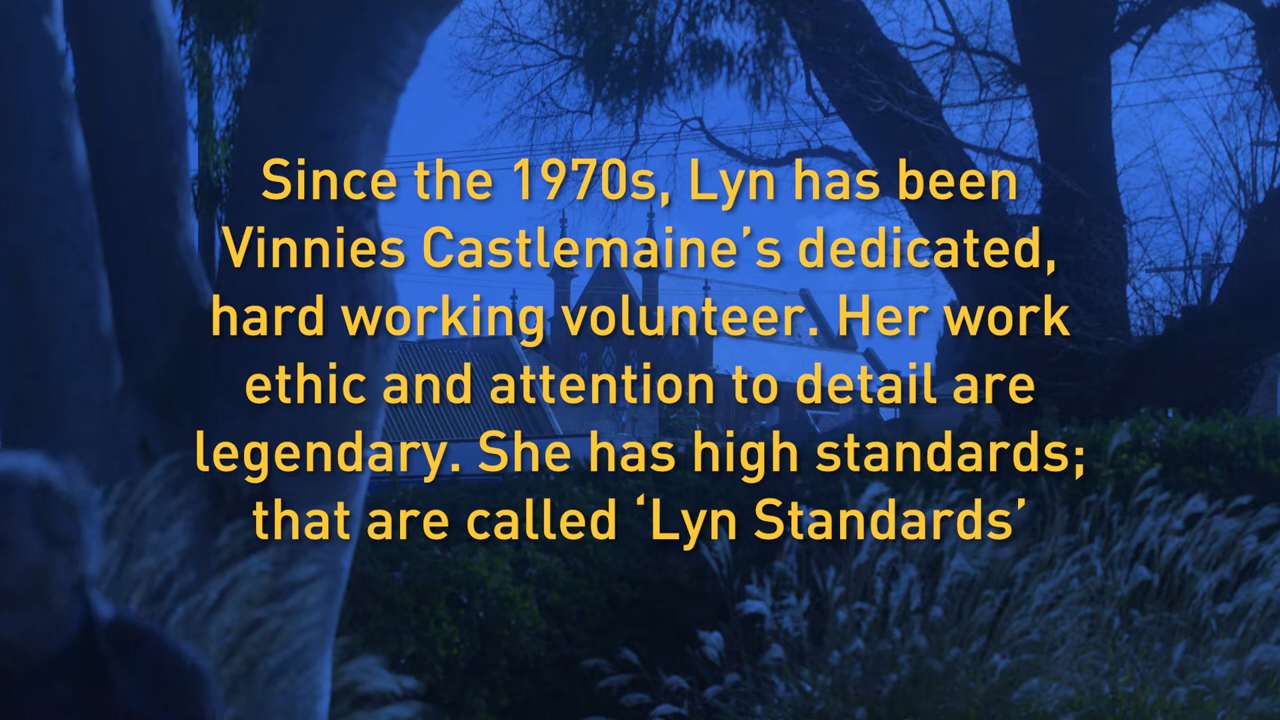 Since the 1970s, Lyn has been
Vinnies Castlemaine’s dedicated,
hard working volunteer. Her work
ethic and attention to detail are
legendary. She has high standards;
that are called ‘Lyn Standards’